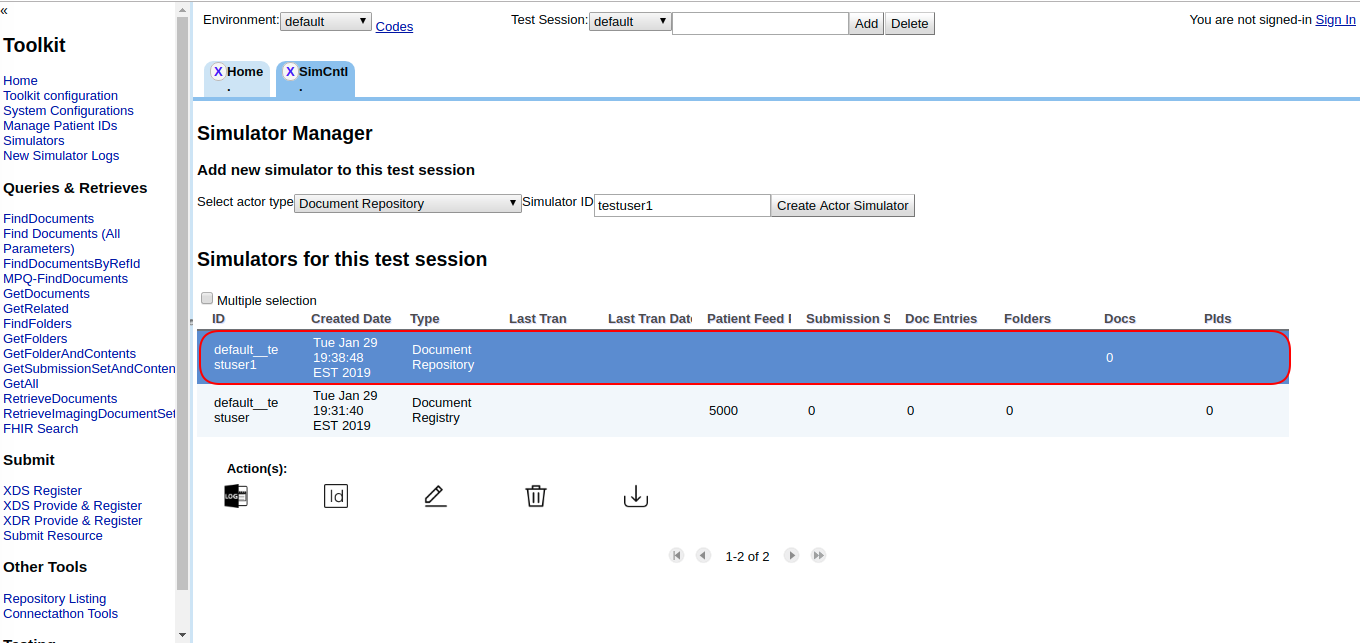 «
Toolkit
Home
Toolkit configuration
System Configurations
Manage Patient IDs
Simulators
New Simulator Logs
Queries & Retrieves
FindDocuments
Find Documents (All
Parameters)
FindDocumentsByRefId
MPQ-FindDocuments
GetDocuments
GetRelated
FindFolders
GetFolders
GetFolderAndContents
GetSubmissionSetAndConten
GetAll
RetrieveDocuments
RetrieveImagingDocumentSet
FHIR Search
Submit
XDS Register
XDS Provide & Register
XDR Provide & Register
Submit Resource
Other Tools
Repository Listing
Connectathon Tools
Testing
Environment: default Codes Test Session: default Add Delete You are not signed-in Sign In
X Home . X SimCntl .
Simulator Manager
Add new simulator to this test session
Select actor type Document Repository Simulator ID testuser1 Create Actor Simulator
Simulators for this test session
Multiple selection
ID Created Date Type Last Tran Last Tran Date Patient Feed I Submission S Doc Entries Folders Docs PIds
default__te
stuser1
Tue Jan 29
19:38:48
EST 2019
Document
Repository
0
default__te
stuser
Tue Jan 29
19:31:40
EST 2019
Document
Registry
5000 0 0 0 0
Action(s):
LOG Id
1-2 of 2